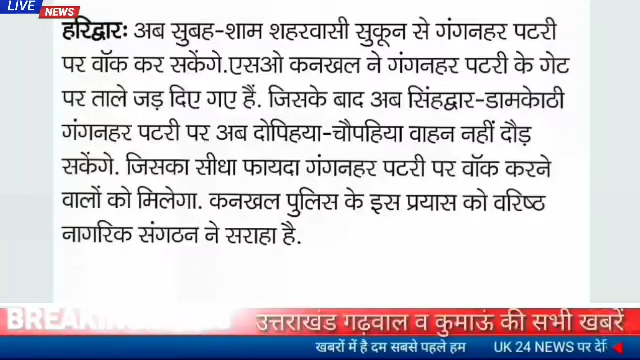 LIVE
NEWS
हरिद्वारः अब सुबह-शाम शहरवासी सुकून से गंगनहर पटरी
पर वॉक कर सकेंगे.एसओ कनखल ने गंगनहर पटरी के गेट
पर ताले जड़ दिए गए हैं. जिसके बाद अब सिंहद्वार-डामकोठी
गंगनहर पटरी पर अब दोपिहया-चौपहिया वाहन नहीं दौड़
सकेंगे. जिसका सीधा फायदा गंगनहर पटरी पर वॉक करने
वालों को मिलेगा. कनखल पुलिस के इस प्रयास को वरिष्ठ
नागरिक संगठन ने सराहा है.
BREAKING उत्तराखंड गढ़वाल व कुमाऊं की सभी खबरें
खबरों में है दम सबसे पहले हम UK 24 NEWS पर